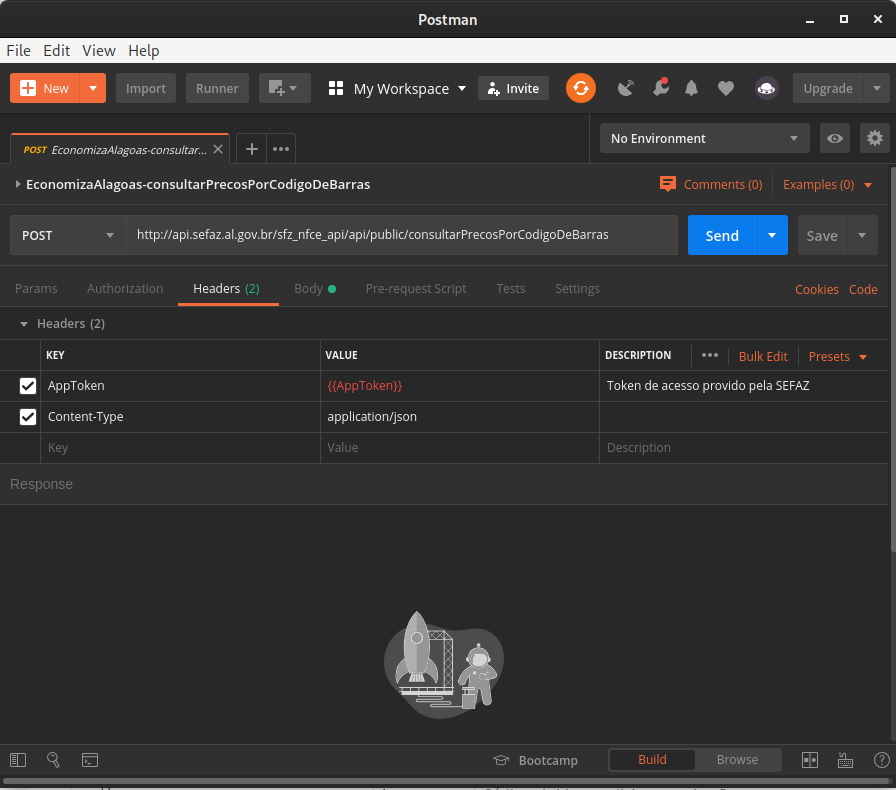 Postman
File Edit View Help
New Import Runner My Workspace Invite Upgrade
POST EconomizaAlagoas-consultar... No Environment
EconomizaAlagoas-consultarPrecosPorCodigoDeBarras Comments (0) Examples (0)
POST http://api.sefaz.al.gov.br/sfz_nfce_api/api/public/consultarPrecosPorCodigoDeBarras Send Save
Params Authorization Headers (2) Body Pre-request Script Tests Settings Cookies Code
Headers (2)
KEY VALUE DESCRIPTION Bulk Edit Presets
AppToken {{AppToken}} Token de acesso provido pela SEFAZ
Content-Type application/json
Key Value Description
Response
Bootcamp Build Browse